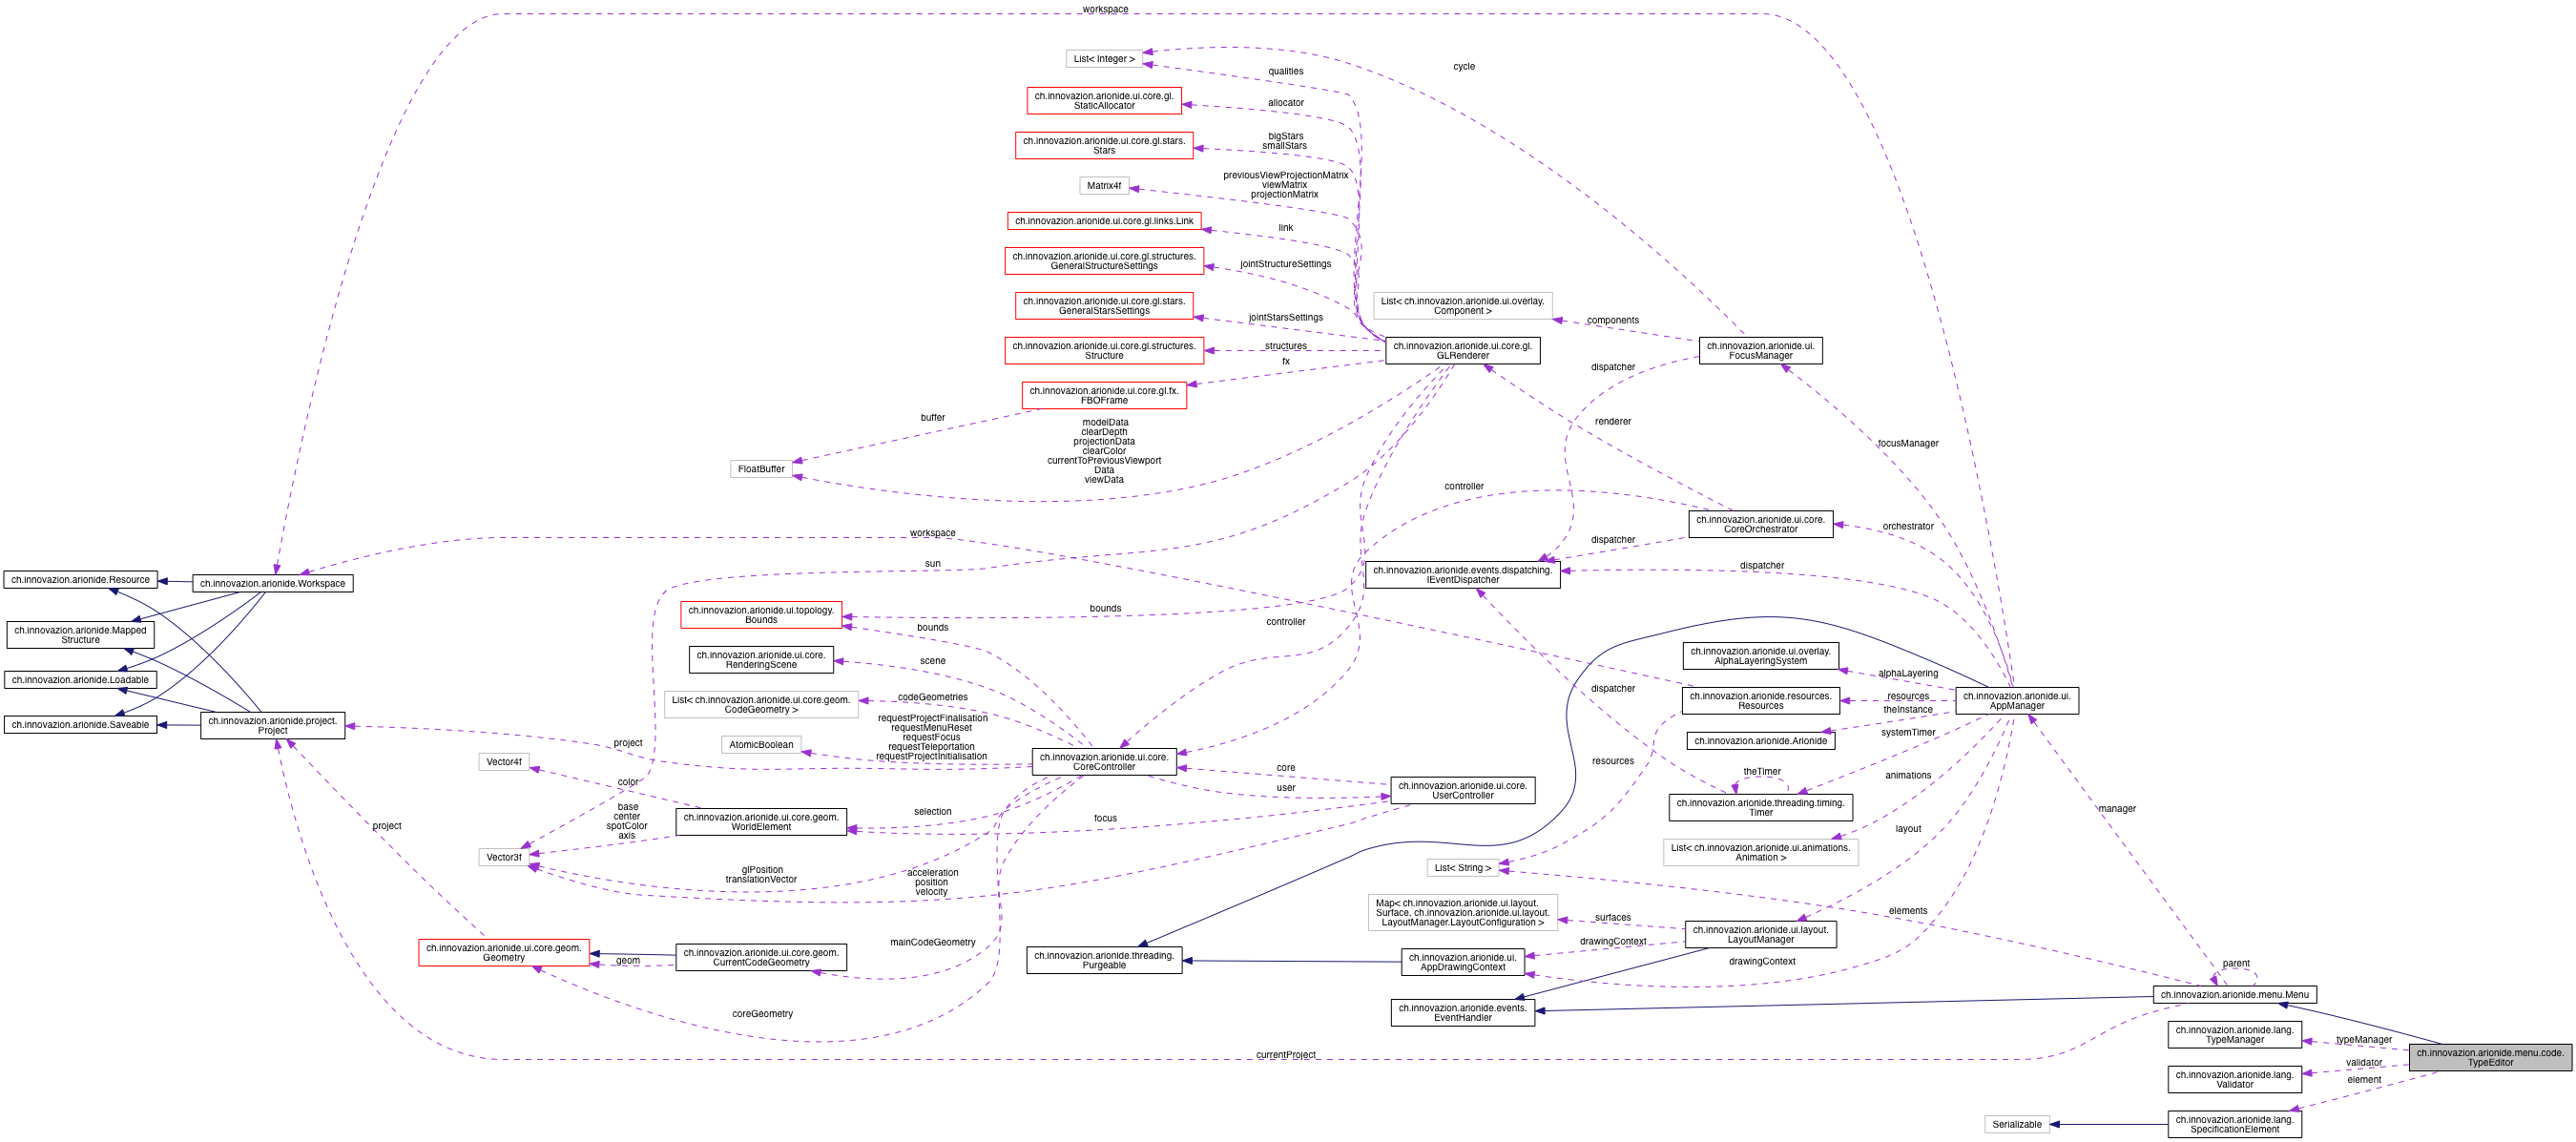 workspace
List< Integer >
cycle
qualities
ch.innovazion.arionide.ui.core.gl.
StaticAllocator
allocator
ch.innovazion.arionide.ui.core.gl.stars.
Stars
bigStars
smallStars
Matrix4f
previousViewProjectionMatrix
viewMatrix
projectionMatrix
ch.innovazion.arionide.ui.core.gl.links.Link
link
ch.innovazion.arionide.ui.core.gl.structures.
GeneralStructureSettings
jointStructureSettings
ch.innovazion.arionide.ui.core.gl.stars.
GeneralStarsSettings
jointStarsSettings
List< ch.innovazion.arionide.ui.overlay.
Component >
components
ch.innovazion.arionide.ui.core.gl.structures.
Structure
structures
ch.innovazion.arionide.ui.core.gl.
GLRenderer
ch.innovazion.arionide.ui.
FocusManager
fx
dispatcher
ch.innovazion.arionide.ui.core.gl.fx.
FBOFrame
buffer
renderer
modelData
clearDepth
projectionData
clearColor
currentToPreviousViewport
Data
viewData
focusManager
FloatBuffer
controller
ch.innovazion.arionide.ui.core.
CoreOrchestrator
orchestrator
workspace
dispatcher
sun
dispatcher
ch.innovazion.arionide.events.dispatching.
IEventDispatcher
ch.innovazion.arionide.Resource
ch.innovazion.arionide.Workspace
ch.innovazion.arionide.ui.topology.
Bounds
bounds
bounds
controller
ch.innovazion.arionide.Mapped
Structure
ch.innovazion.arionide.ui.core.
RenderingScene
scene
ch.innovazion.arionide.ui.overlay.
AlphaLayeringSystem
alphaLayering
ch.innovazion.arionide.Loadable
dispatcher
List< ch.innovazion.arionide.ui.core.geom.
CodeGeometry >
codeGeometries
ch.innovazion.arionide.resources.
Resources
resources
ch.innovazion.arionide.ui.
AppManager
ch.innovazion.arionide.Saveable
ch.innovazion.arionide.project.
Project
theInstance
requestProjectFinalisation
requestMenuReset
requestFocus
requestTeleportation
requestProjectInitialisation
AtomicBoolean
project
ch.innovazion.arionide.Arionide
systemTimer
Vector4f
ch.innovazion.arionide.ui.core.
CoreController
resources
core
user
ch.innovazion.arionide.ui.core.
UserController
theTimer
animations
color
ch.innovazion.arionide.threading.timing.
Timer
manager
base
center
spotColor
axis
ch.innovazion.arionide.ui.core.geom.
WorldElement
selection
focus
project
layout
Vector3f
List< ch.innovazion.arionide.ui.animations.
Animation >
glPosition
translationVector
acceleration
position
velocity
List< String >
elements
Map< ch.innovazion.arionide.ui.layout.
Surface, ch.innovazion.arionide.ui.layout.
LayoutManager.LayoutConfiguration >
surfaces
ch.innovazion.arionide.ui.layout.
LayoutManager
mainCodeGeometry
drawingContext
ch.innovazion.arionide.ui.core.geom.
Geometry
geom
ch.innovazion.arionide.ui.core.geom.
CurrentCodeGeometry
ch.innovazion.arionide.threading.
Purgeable
ch.innovazion.arionide.ui.
AppDrawingContext
drawingContext
parent
ch.innovazion.arionide.menu.Menu
coreGeometry
ch.innovazion.arionide.events.
EventHandler
currentProject
ch.innovazion.arionide.lang.
TypeManager
typeManager
ch.innovazion.arionide.menu.code.
TypeEditor
validator
ch.innovazion.arionide.lang.
Validator
element
Serializable
ch.innovazion.arionide.lang.
SpecificationElement